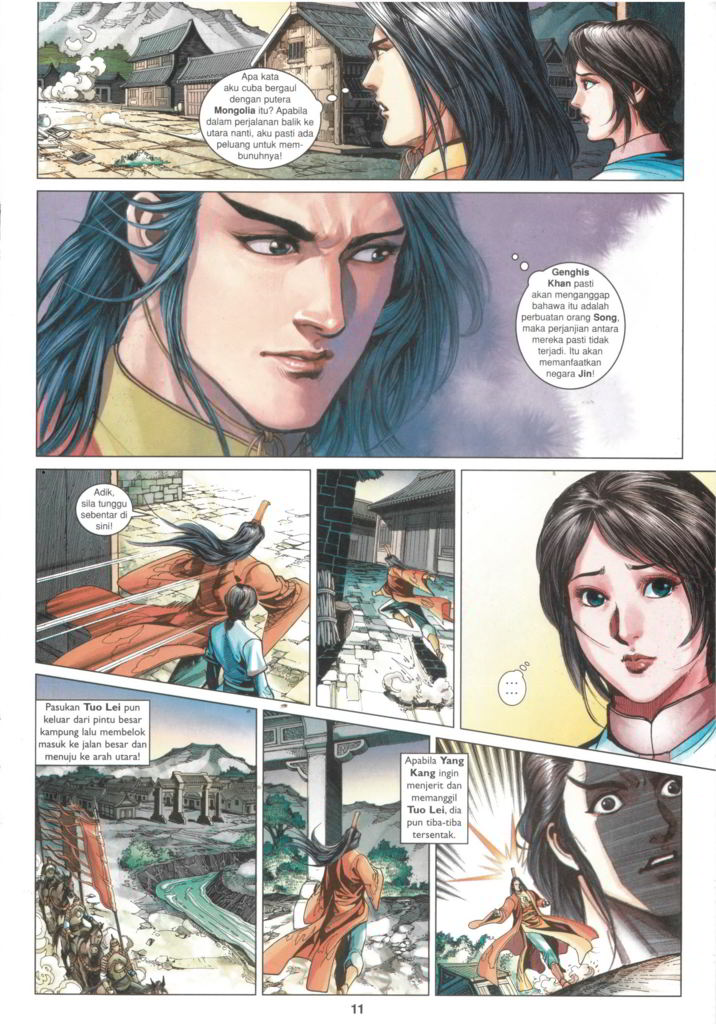 Apa kata
aku cuba bergaul
dengan putera
Mongolia itu? Apabila
dalam perjalanan balik ke
utara nanti, aku pasti ada
peluang untuk mem-
bunuhnya!
Genghis
Khan pasti
akan menganggap
bahawa itu adalah
perbuatan orang Song,
maka perjanjian antara
mereka pasti tidak
terjadi. Itu akan
memanfaatkan
negara Jin!
Adik,
sila tunggu
sebentar di
sini!
...
...
Pasukan Tuo Lei pun
keluar dari pintu besar
kampung lalu membelok
masuk ke jalan besar dan
menuju ke arah utara!
Apabila Yang
Kang ingin
menjerit dan
memanggil
Tuo Lei, dia
pun tiba-tiba
tersentak.
11